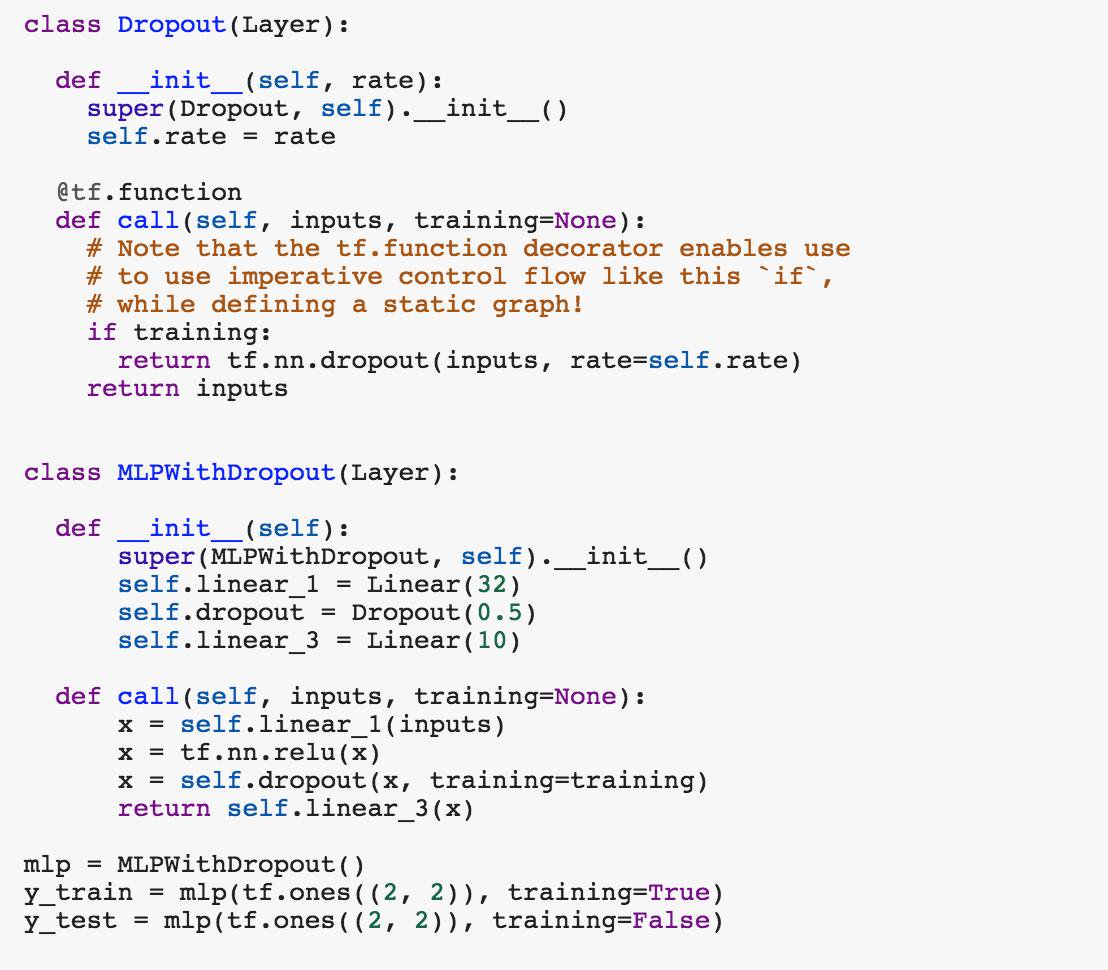 class Dropout(Layer):
def __init__(self, rate):
super(Dropout, self).__init__()
self.rate = rate
@tf.function
def call(self, inputs, training=None):
# Note that the tf.function decorator enables use
# to use imperative control flow like this `if`,
# while defining a static graph!
if training:
return tf.nn.dropout(inputs, rate=self.rate)
return inputs
class MLPWithDropout(Layer):
def __init__(self):
super(MLPWithDropout, self).__init__()
self.linear_1 = Linear(32)
self.dropout = Dropout(0.5)
self.linear_3 = Linear(10)
def call(self, inputs, training=None):
x = self.linear_1(inputs)
x = tf.nn.relu(x)
x = self.dropout(x, training=training)
return self.linear_3(x)
mlp = MLPWithDropout()
y_train = mlp(tf.ones((2, 2)), training=True)
y_test = mlp(tf.ones((2, 2)), training=False)